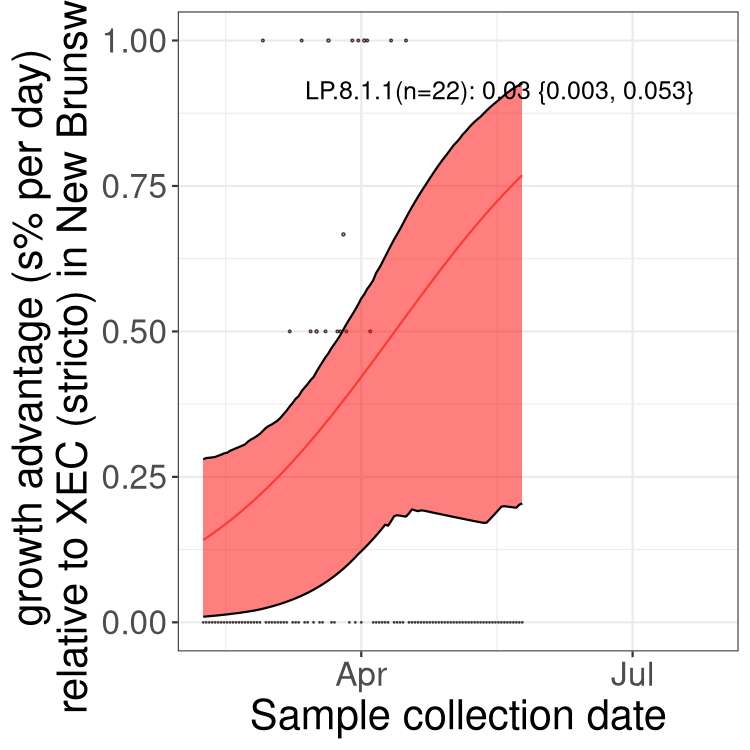 growth advantage (s% per day)
relative to XEC (stricto) in New Brunsw
1.00
0.75
0.50
0.25
0.00
LP.8.1.1(n=22): 0.03 {0.003, 0.053}
Apr
Jul
Sample collection date